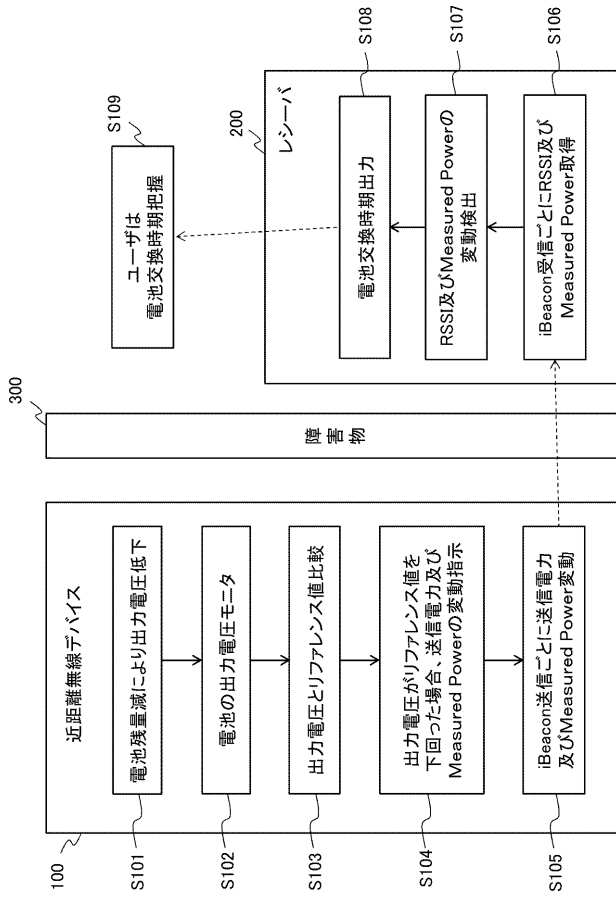 100
近距離無線デバイス
S101
電池残量減により出力電圧低下
S102
電池の出力電圧モニタ
S103
出力電圧とリファレンス値比較
S104
出力電圧がリファレンス値を
下回った場合、送信電力及び
Measured Powerの変動指示
S105
iBeacon送信ごとに送信電力
及びMeasured Power変動
300
障害物
S109
ユーザは
電池交換時期把握
200
レシーバ
S108
電池交換時期出力
S107
RSSI及びMeasured Powerの
変動検出
S106
iBeacon受信ごとにRSSI及び
Measured Power取得